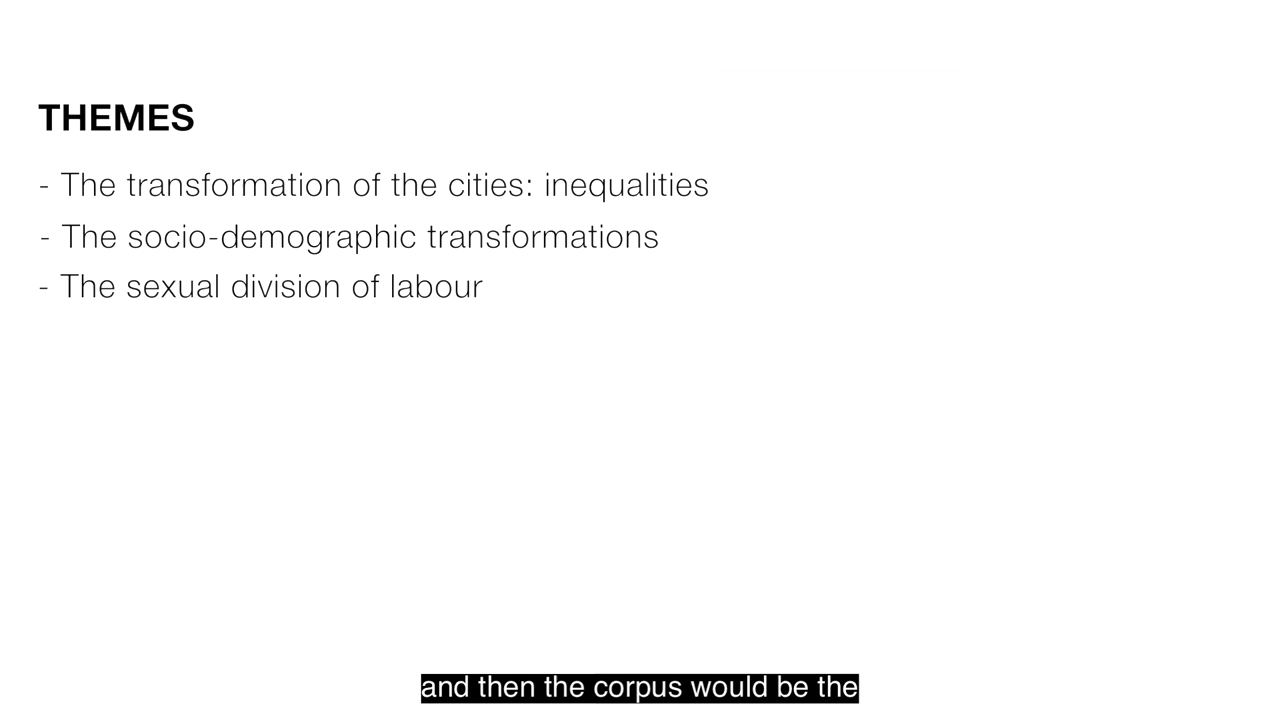 THEMES
- The transformation of the cities: inequalities
- The socio-demographic transformations
- The sexual division of labour
and then the corpus would be the